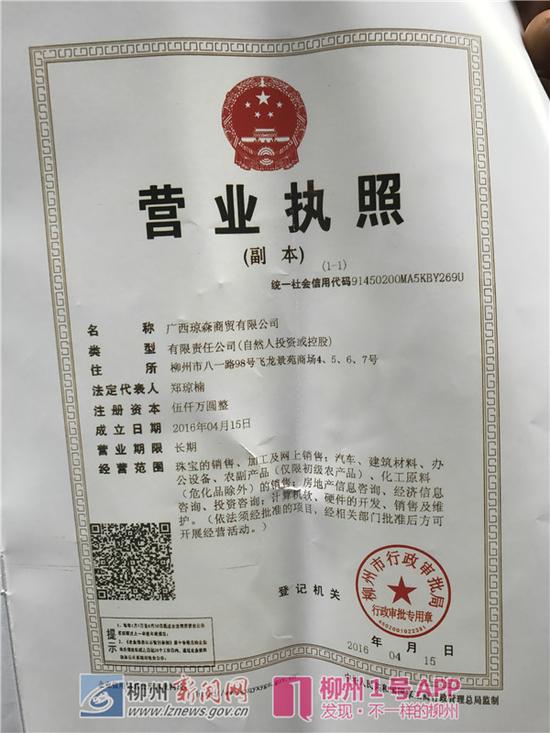 营业执照
(副 本)
(1-1)
统一社会信用代码91450200MA5KBY269U
名 称 广西琼森商贸有限公司
类 型 有限责任公司(自然人投资或控股)
住 所 柳州市八一路98号飞龙景苑商场4、5、6、7号
法定代表人 郑琼楠
注册资本 伍仟万圆整
成立日期 2016年04月15日
营业期限 长期
经营范围 珠宝的销售、加工及网上销售;汽车、建筑材料、办
公设备、农副产品(仅限初级农产品)、化工原料
(危化品除外)的销售;房地产信息咨询、经济信息
咨询、投资咨询;计算机软、硬件的开发、销售及维
护。(依法须经批准的项目,经相关部门批准后方可
开展经营活动。)
柳州市行政审批局
行政审批专用章
登记机关
年 月 日
2016 04 15
提示
柳州新闻网
www.lznews.gov.cn
柳州1号APP
发现·不一样的柳州
政管理总局监制